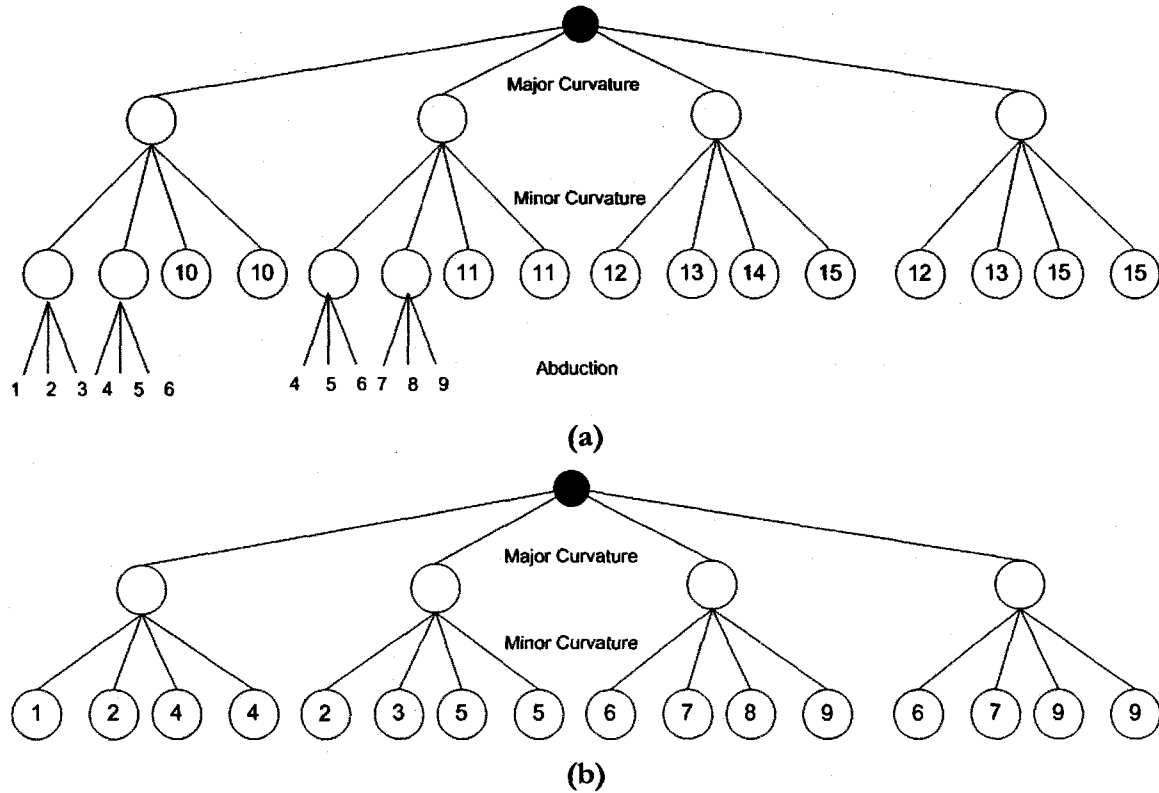 Major Curvature
Minor Curvature
10 10 11 11 12 13 14 15 12 13 15 15
1 2 3 4 5 6 4 5 6 7 8 9
Abduction
(a)
Major Curvature
Minor Curvature
1 2 4 4 2 3 5 5 6 7 8 9 6 7 9 9
(b)